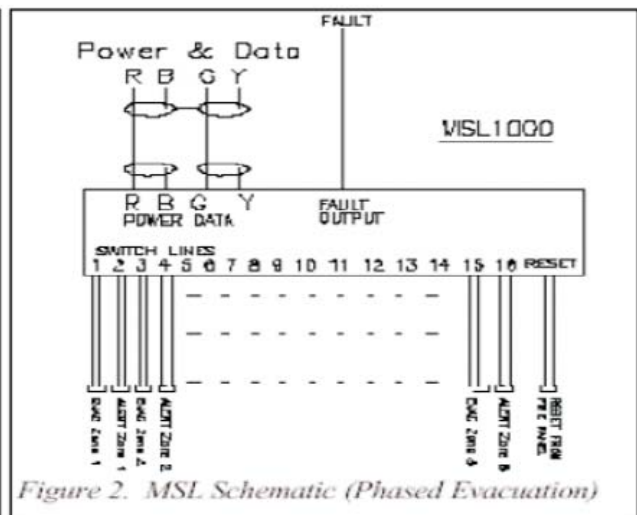 FAULT
Power & Data
R B G Y
MSL1000
R B G Y
POWER DATA
FAULT
OUTPUT
SWITCH LINES
1 2 3 4 5 6 7 8 9 10 11 12 13 14 15 16 RESET
EVAC Zone 1
ALERT Zone 1
EVAC Zone 2
ALERT Zone 2
EVAC Zone 8
ALERT Zone 8
RESET FROM
FIRE PANEL
Figure 2. MSL Schematic (Phased Evacuation)